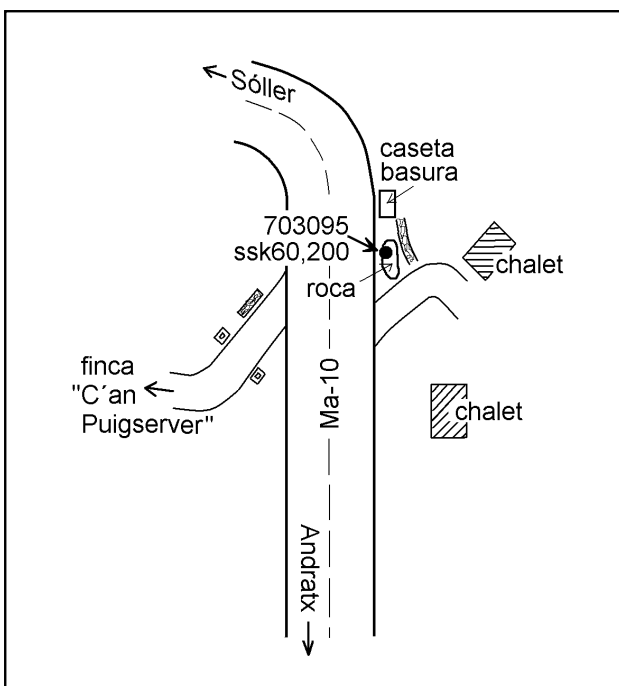 Sóller
caseta
basura
703095
ssk60,200
roca
chalet
finca
"C´an
Puigserver"
Ma-10
chalet
Andratx